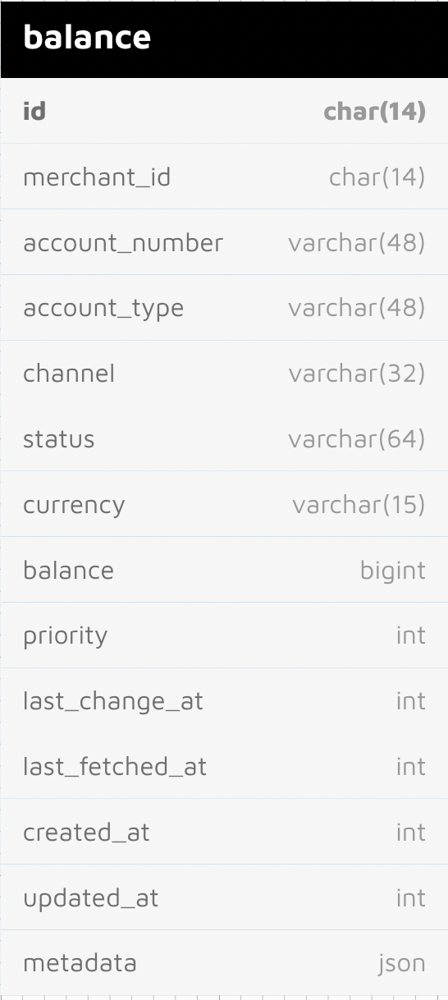 balance
id char(14)
merchant_id char(14)
account_number varchar(48)
account_type varchar(48)
channel varchar(32)
status varchar(64)
currency varchar(15)
balance bigint
priority int
last_change_at int
last_fetched_at int
created_at int
updated_at int
metadata json